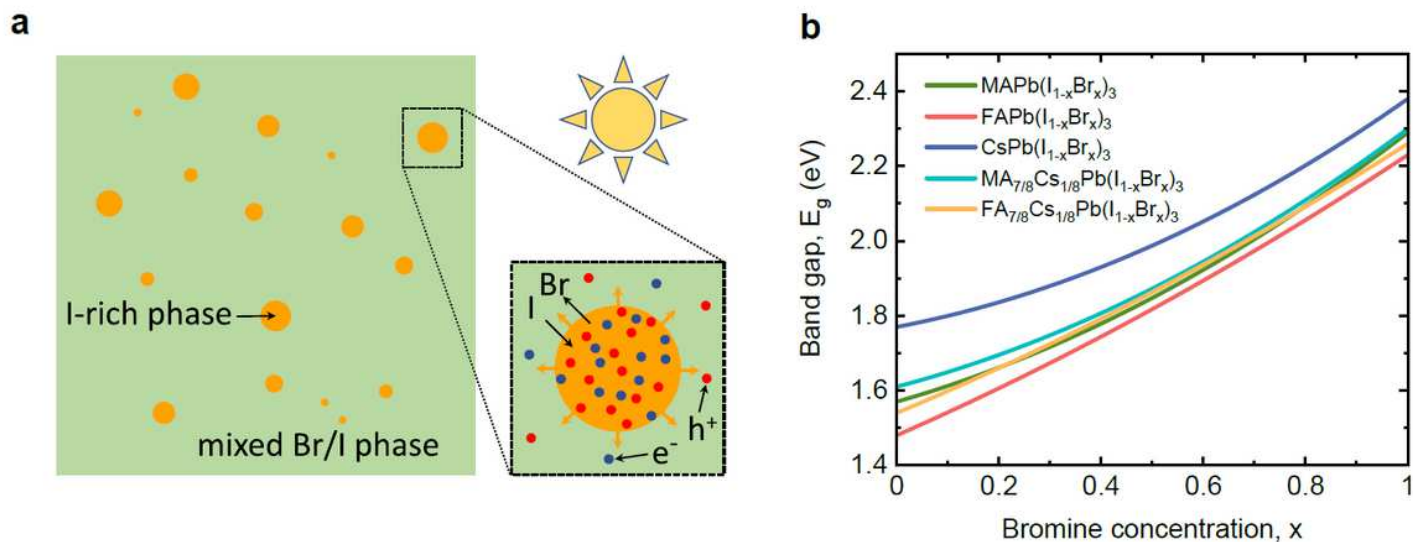 a
I-rich phase
mixed Br/I phase
Br
I
h⁺
e⁻
b
Band gap, E_g (eV)
2.4
2.2
2.0
1.8
1.6
1.4
MAPb(I₁₋ₓBrₓ)₃
FAPb(I₁₋ₓBrₓ)₃
CsPb(I₁₋ₓBrₓ)₃
MA₇/₈Cs₁/₈Pb(I₁₋ₓBrₓ)₃
FA₇/₈Cs₁/₈Pb(I₁₋ₓBrₓ)₃
0
0.2
0.4
0.6
0.8
1
Bromine concentration, x